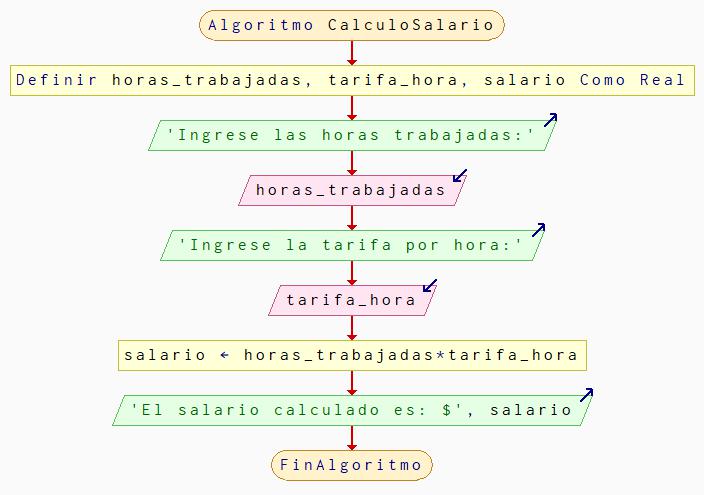 Algoritmo CalculoSalario
Definir horas_trabajadas, tarifa_hora, salario Como Real
'Ingrese las horas trabajadas:'
horas_trabajadas
'Ingrese la tarifa por hora:'
tarifa_hora
salario ← horas_trabajadas*tarifa_hora
'El salario calculado es: $', salario
FinAlgoritmo